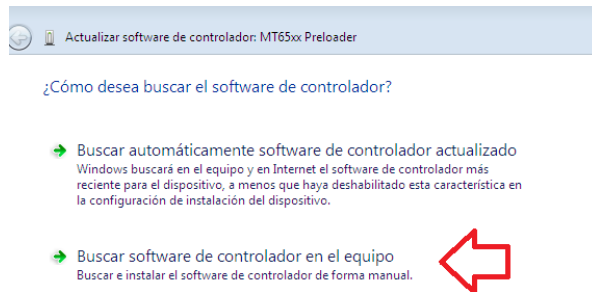 Actualizar software de controlador: MT65xx Preloader
¿Cómo desea buscar el software de controlador?
Buscar automáticamente software de controlador actualizado
Windows buscará en el equipo y en Internet el software de controlador más
reciente para el dispositivo, a menos que haya deshabilitado esta característica en
la configuración de instalación del dispositivo.
Buscar software de controlador en el equipo
Buscar e instalar el software de controlador de forma manual.